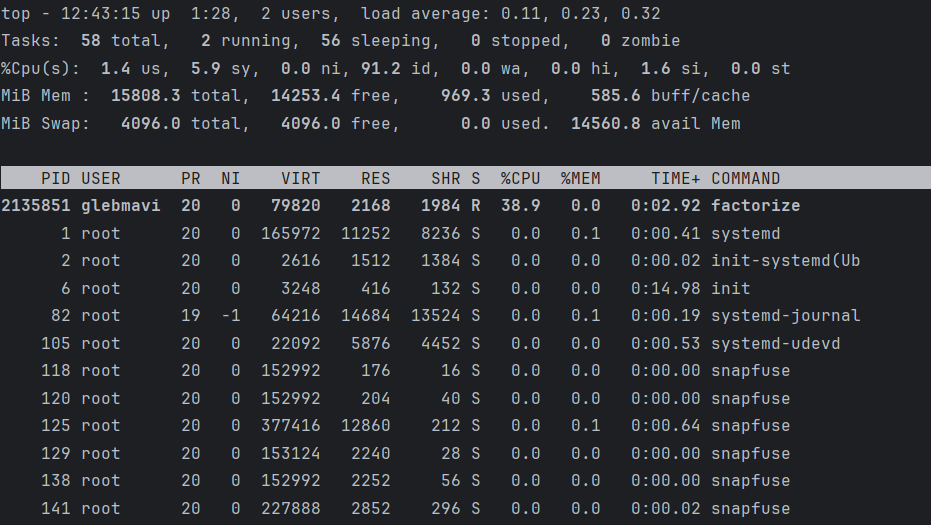 top - 12:43:15 up  1:28,  2 users,  load average: 0.11, 0.23, 0.32
Tasks:  58 total,   2 running,  56 sleeping,   0 stopped,   0 zombie
%Cpu(s):  1.4 us,  5.9 sy,  0.0 ni, 91.2 id,  0.0 wa,  0.0 hi,  1.6 si,  0.0 st
MiB Mem :  15808.3 total,  14253.4 free,    969.3 used,    585.6 buff/cache
MiB Swap:   4096.0 total,   4096.0 free,      0.0 used.  14560.8 avail Mem
    PID USER      PR  NI    VIRT    RES    SHR S  %CPU  %MEM     TIME+ COMMAND
2135851 glebmavi  20   0   79820   2168   1984 R  38.9   0.0   0:02.92 factorize
      1 root      20   0  165972  11252   8236 S   0.0   0.1   0:00.41 systemd
      2 root      20   0    2616   1512   1384 S   0.0   0.0   0:00.02 init-systemd(Ub
      6 root      20   0    3248    416    132 S   0.0   0.0   0:14.98 init
     82 root      19  -1   64216  14684  13524 S   0.0   0.1   0:00.19 systemd-journal
    105 root      20   0   22092   5876   4452 S   0.0   0.0   0:00.53 systemd-udevd
    118 root      20   0  152992    176     16 S   0.0   0.0   0:00.00 snapfuse
    120 root      20   0  152992    204     40 S   0.0   0.0   0:00.00 snapfuse
    125 root      20   0  377416  12860    212 S   0.0   0.1   0:00.64 snapfuse
    129 root      20   0  153124   2240     28 S   0.0   0.0   0:00.00 snapfuse
    138 root      20   0  152992   2252     56 S   0.0   0.0   0:00.00 snapfuse
    141 root      20   0  227888   2852    296 S   0.0   0.0   0:00.02 snapfuse